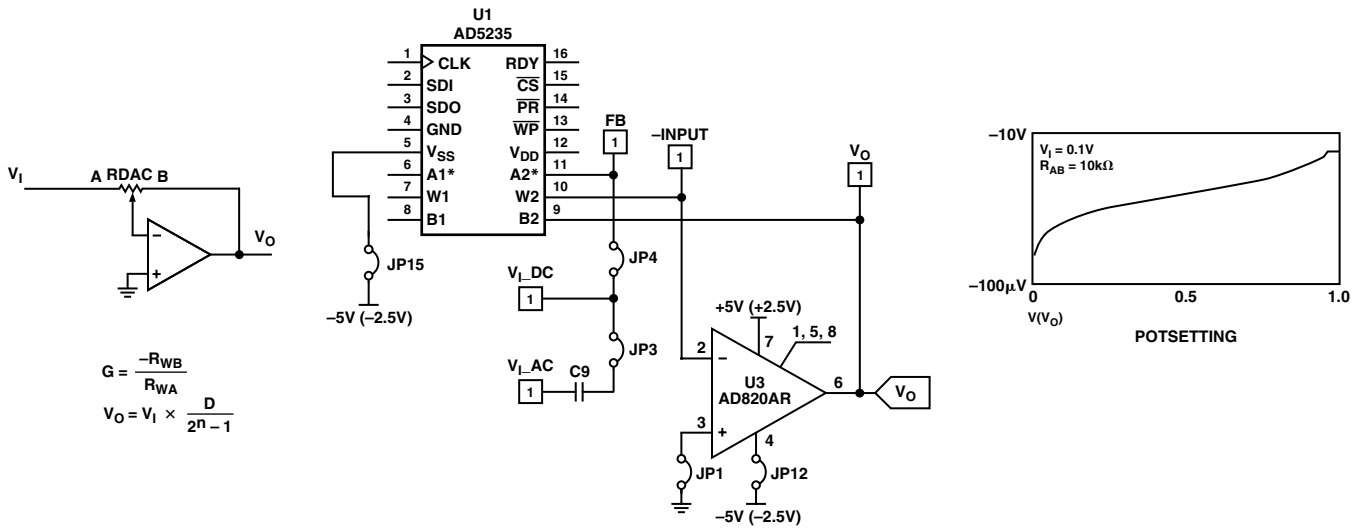 U1
AD5235
1 CLK RDY 16
2 SDI CS 15
3 SDO PR 14
4 GND WP 13
5 VSS VDD 12
6 A1* A2* 11
7 W1 W2 10
8 B1 B2 9
FB
1
–INPUT
1
VO
1
VI
A RDAC B
–
+
VO
G = –RWB / RWA
VO = VI × D / 2n – 1
JP15
–5V (–2.5V)
JP4
VI_DC
1
JP3
VI_AC
1
C9
+5V (+2.5V)
7
1, 5, 8
2
–
U3
AD820AR
6
VO
3
+
4
JP1
JP12
–5V (–2.5V)
–10V
VI = 0.1V
RAB = 10kΩ
–100μV
0
0.5
1.0
V(VO)
POTSETTING